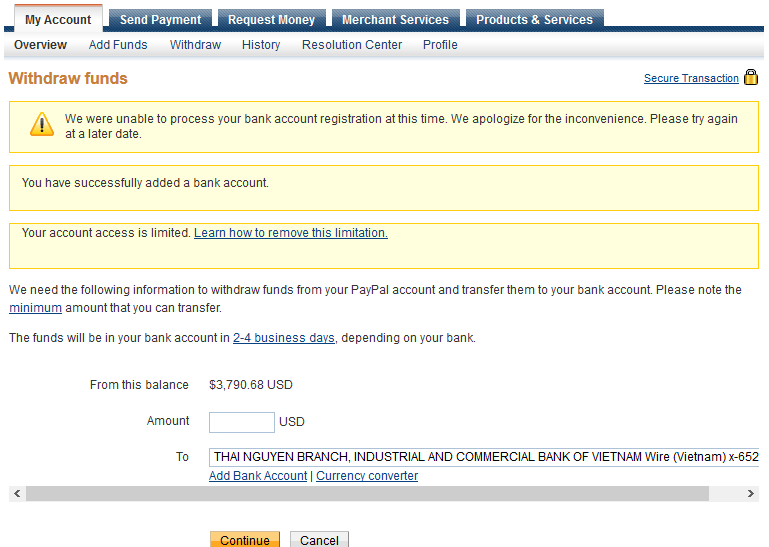 My Account Send Payment Request Money Merchant Services Products & Services
Overview Add Funds Withdraw History Resolution Center Profile
Withdraw funds
Secure Transaction
We were unable to process your bank account registration at this time. We apologize for the inconvenience. Please try again
at a later date.
You have successfully added a bank account.
Your account access is limited. Learn how to remove this limitation.
We need the following information to withdraw funds from your PayPal account and transfer them to your bank account. Please note the
minimum amount that you can transfer.
The funds will be in your bank account in 2-4 business days, depending on your bank.
From this balance $3,790.68 USD
Amount USD
To THAI NGUYEN BRANCH, INDUSTRIAL AND COMMERCIAL BANK OF VIETNAM Wire (Vietnam) x-652
Add Bank Account | Currency converter
Continue Cancel